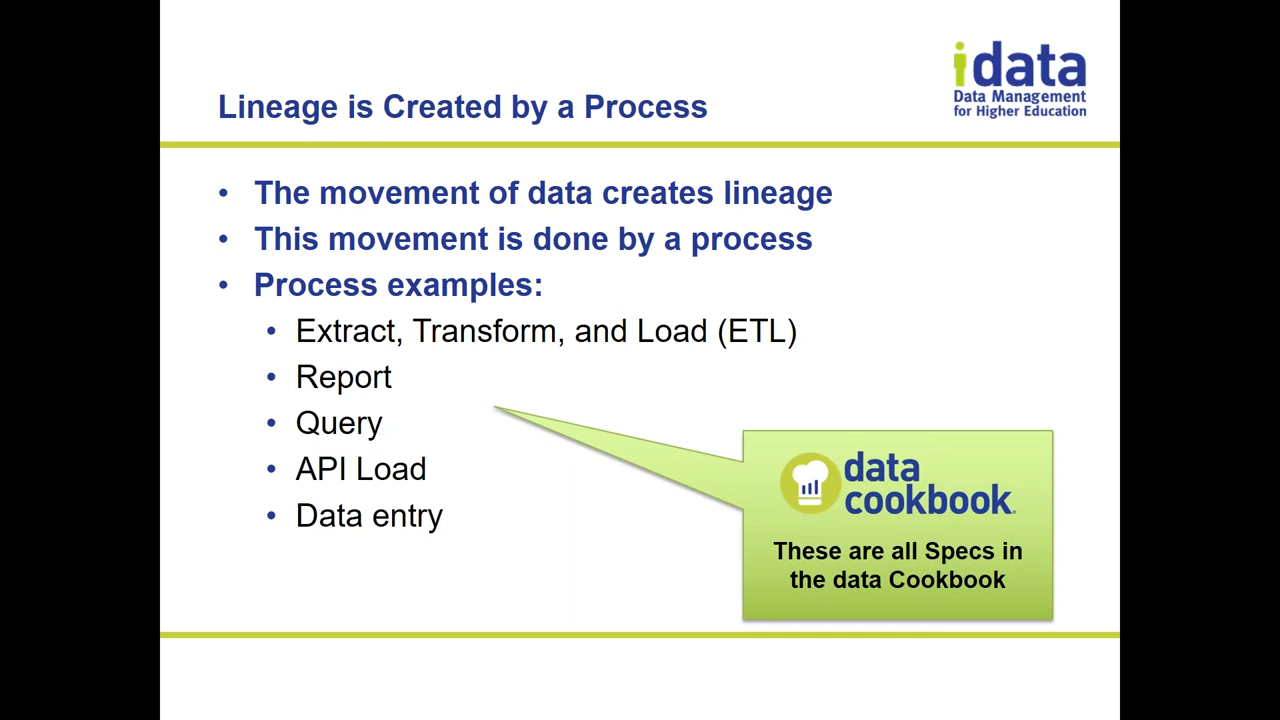 idata
Data Management
for Higher Education
Lineage is Created by a Process
• The movement of data creates lineage
• This movement is done by a process
• Process examples:
• Extract, Transform, and Load (ETL)
• Report
• Query
• API Load
• Data entry
data
cookbook.
These are all Specs in
the data Cookbook